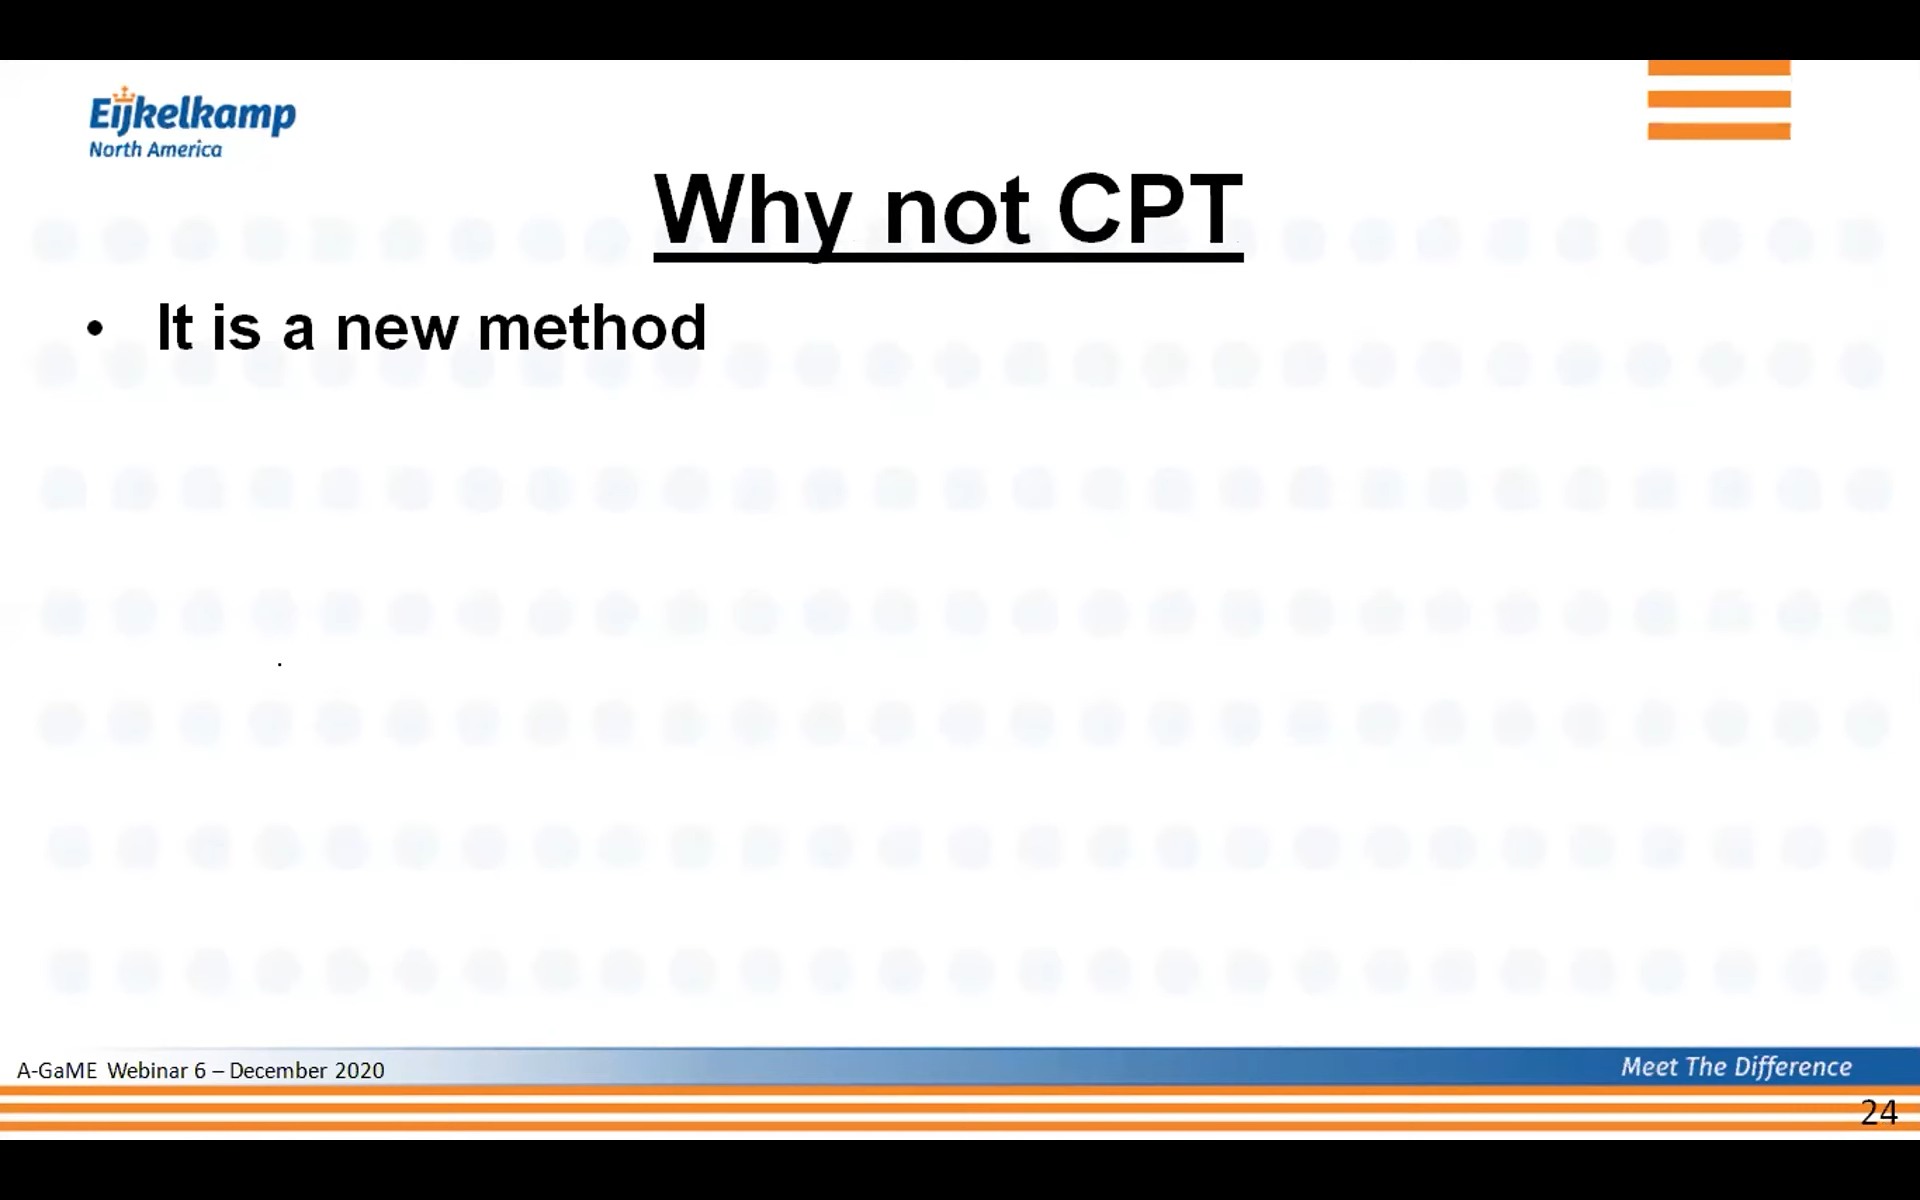 Eijkelkamp
North America
Why not CPT
• It is a new method
.
A-GaME Webinar 6 – December 2020
Meet The Difference
24